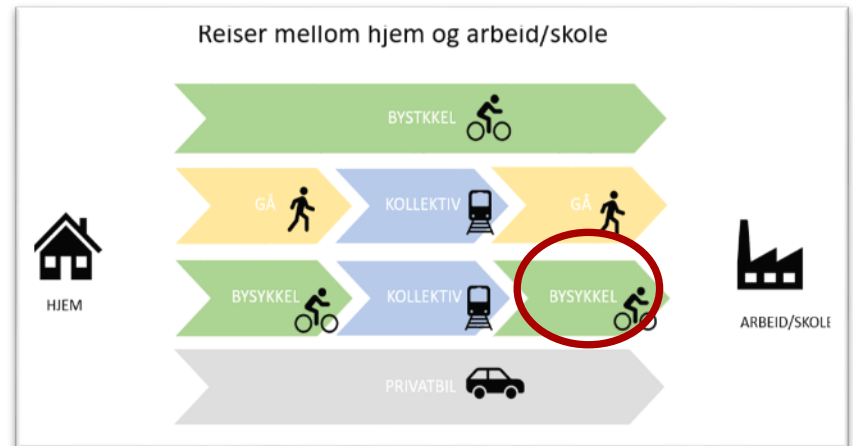 Reiser mellom hjem og arbeid/skole
BYSTKKEL
GÅ KOLLEKTIV GÅ
HJEM
BYSYKKEL KOLLEKTIV BYSYKKEL
ARBEID/SKOLE
PRIVATBIL